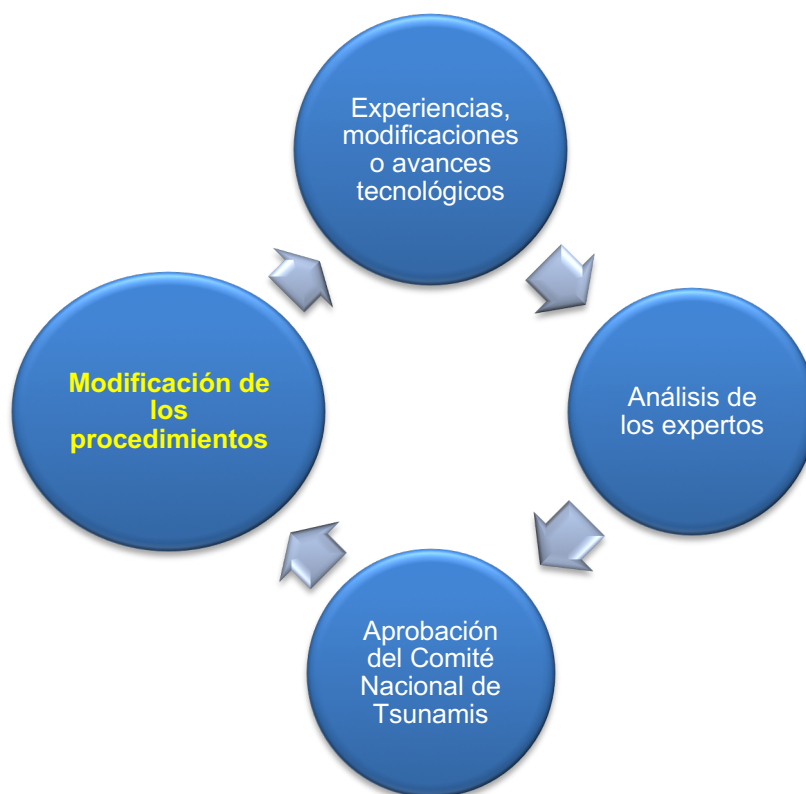 Experiencias,
modificaciones
o avances
tecnológicos
Análisis de
los expertos
Aprobación
del Comité
Nacional de
Tsunamis
Modificación de
los
procedimientos